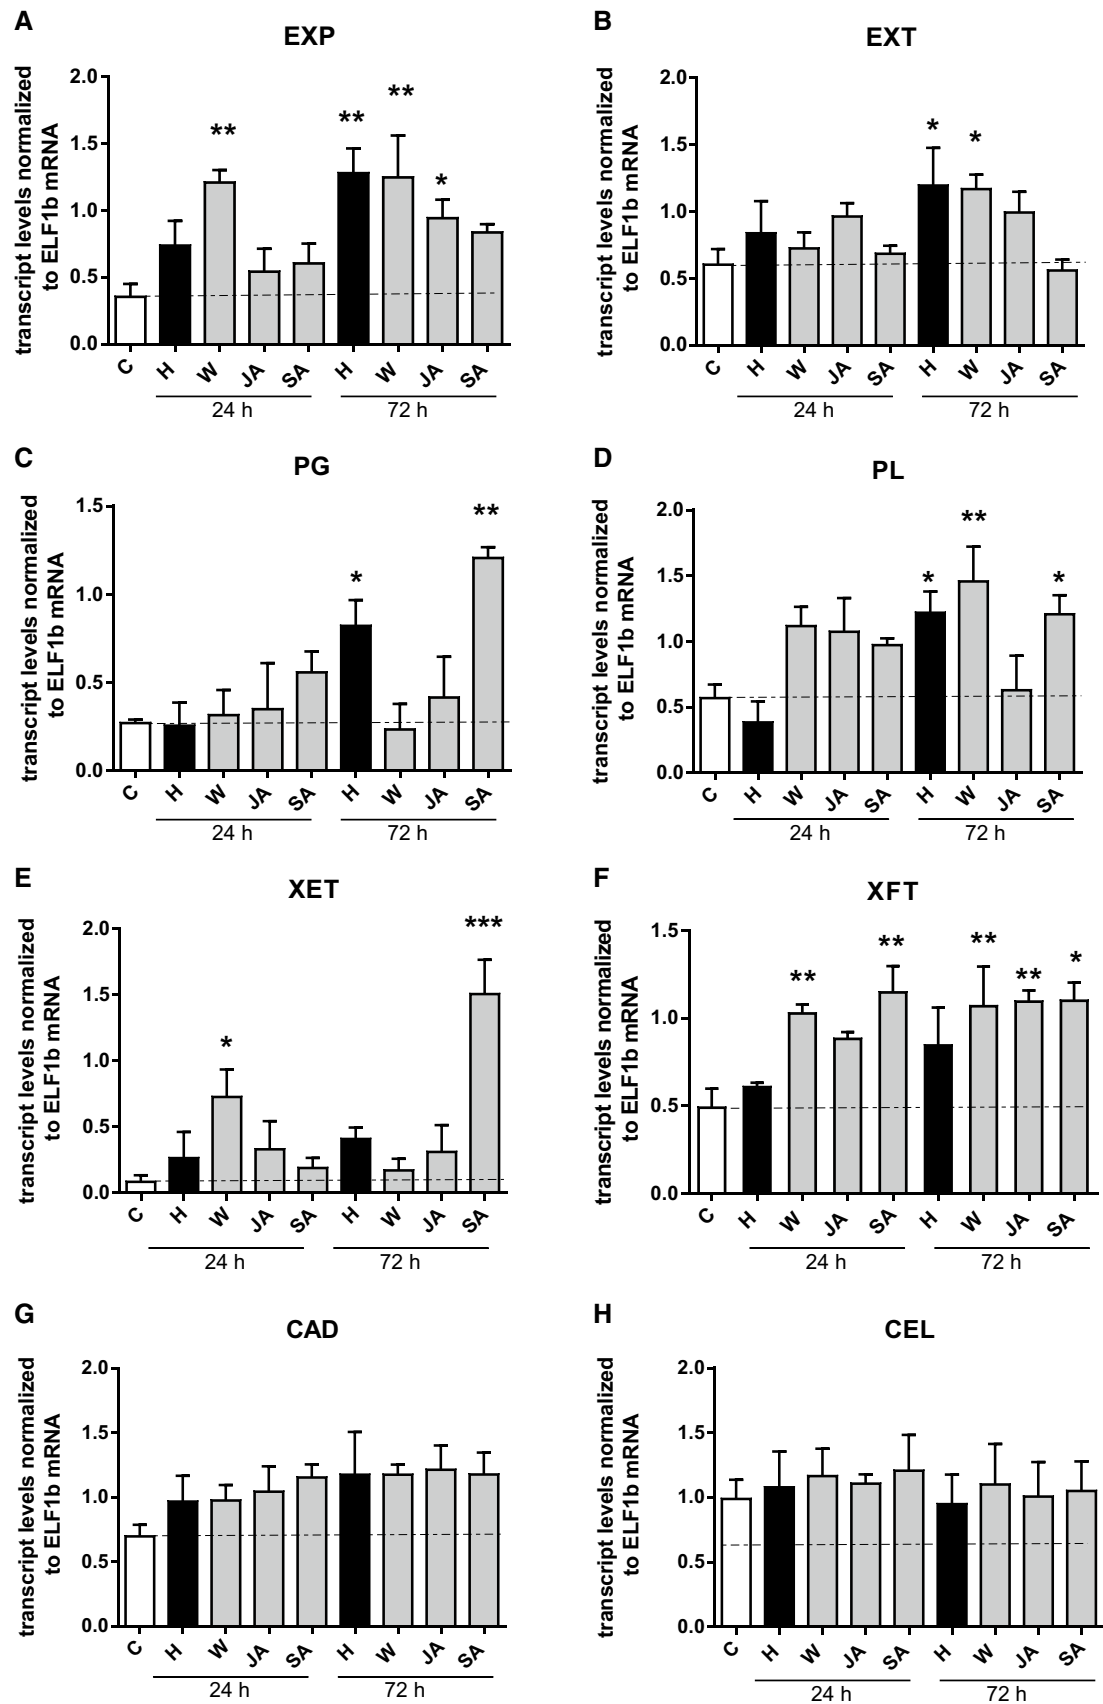 A
EXP
transcript levels normalized
to ELF1b mRNA
2.0
1.5
1.0
0.5
0.0
** ** ** *
C H W JA SA H W JA SA
24 h 72 h
B
EXT
transcript levels normalized
to ELF1b mRNA
2.0
1.5
1.0
0.5
0.0
* *
C H W JA SA H W JA SA
24 h 72 h
C
PG
transcript levels normalized
to ELF1b mRNA
1.5
1.0
0.5
0.0
* **
C H W JA SA H W JA SA
24 h 72 h
D
PL
transcript levels normalized
to ELF1b mRNA
2.0
1.5
1.0
0.5
0.0
* ** *
C H W JA SA H W JA SA
24 h 72 h
E
XET
transcript levels normalized
to ELF1b mRNA
2.0
1.5
1.0
0.5
0.0
* ***
C H W JA SA H W JA SA
24 h 72 h
F
XFT
transcript levels normalized
to ELF1b mRNA
1.5
1.0
0.5
0.0
** ** ** ** *
C H W JA SA H W JA SA
24 h 72 h
G
CAD
transcript levels normalized
to ELF1b mRNA
2.0
1.5
1.0
0.5
0.0
C H W JA SA H W JA SA
24 h 72 h
H
CEL
transcript levels normalized
to ELF1b mRNA
2.0
1.5
1.0
0.5
0.0
C H W JA SA H W JA SA
24 h 72 h